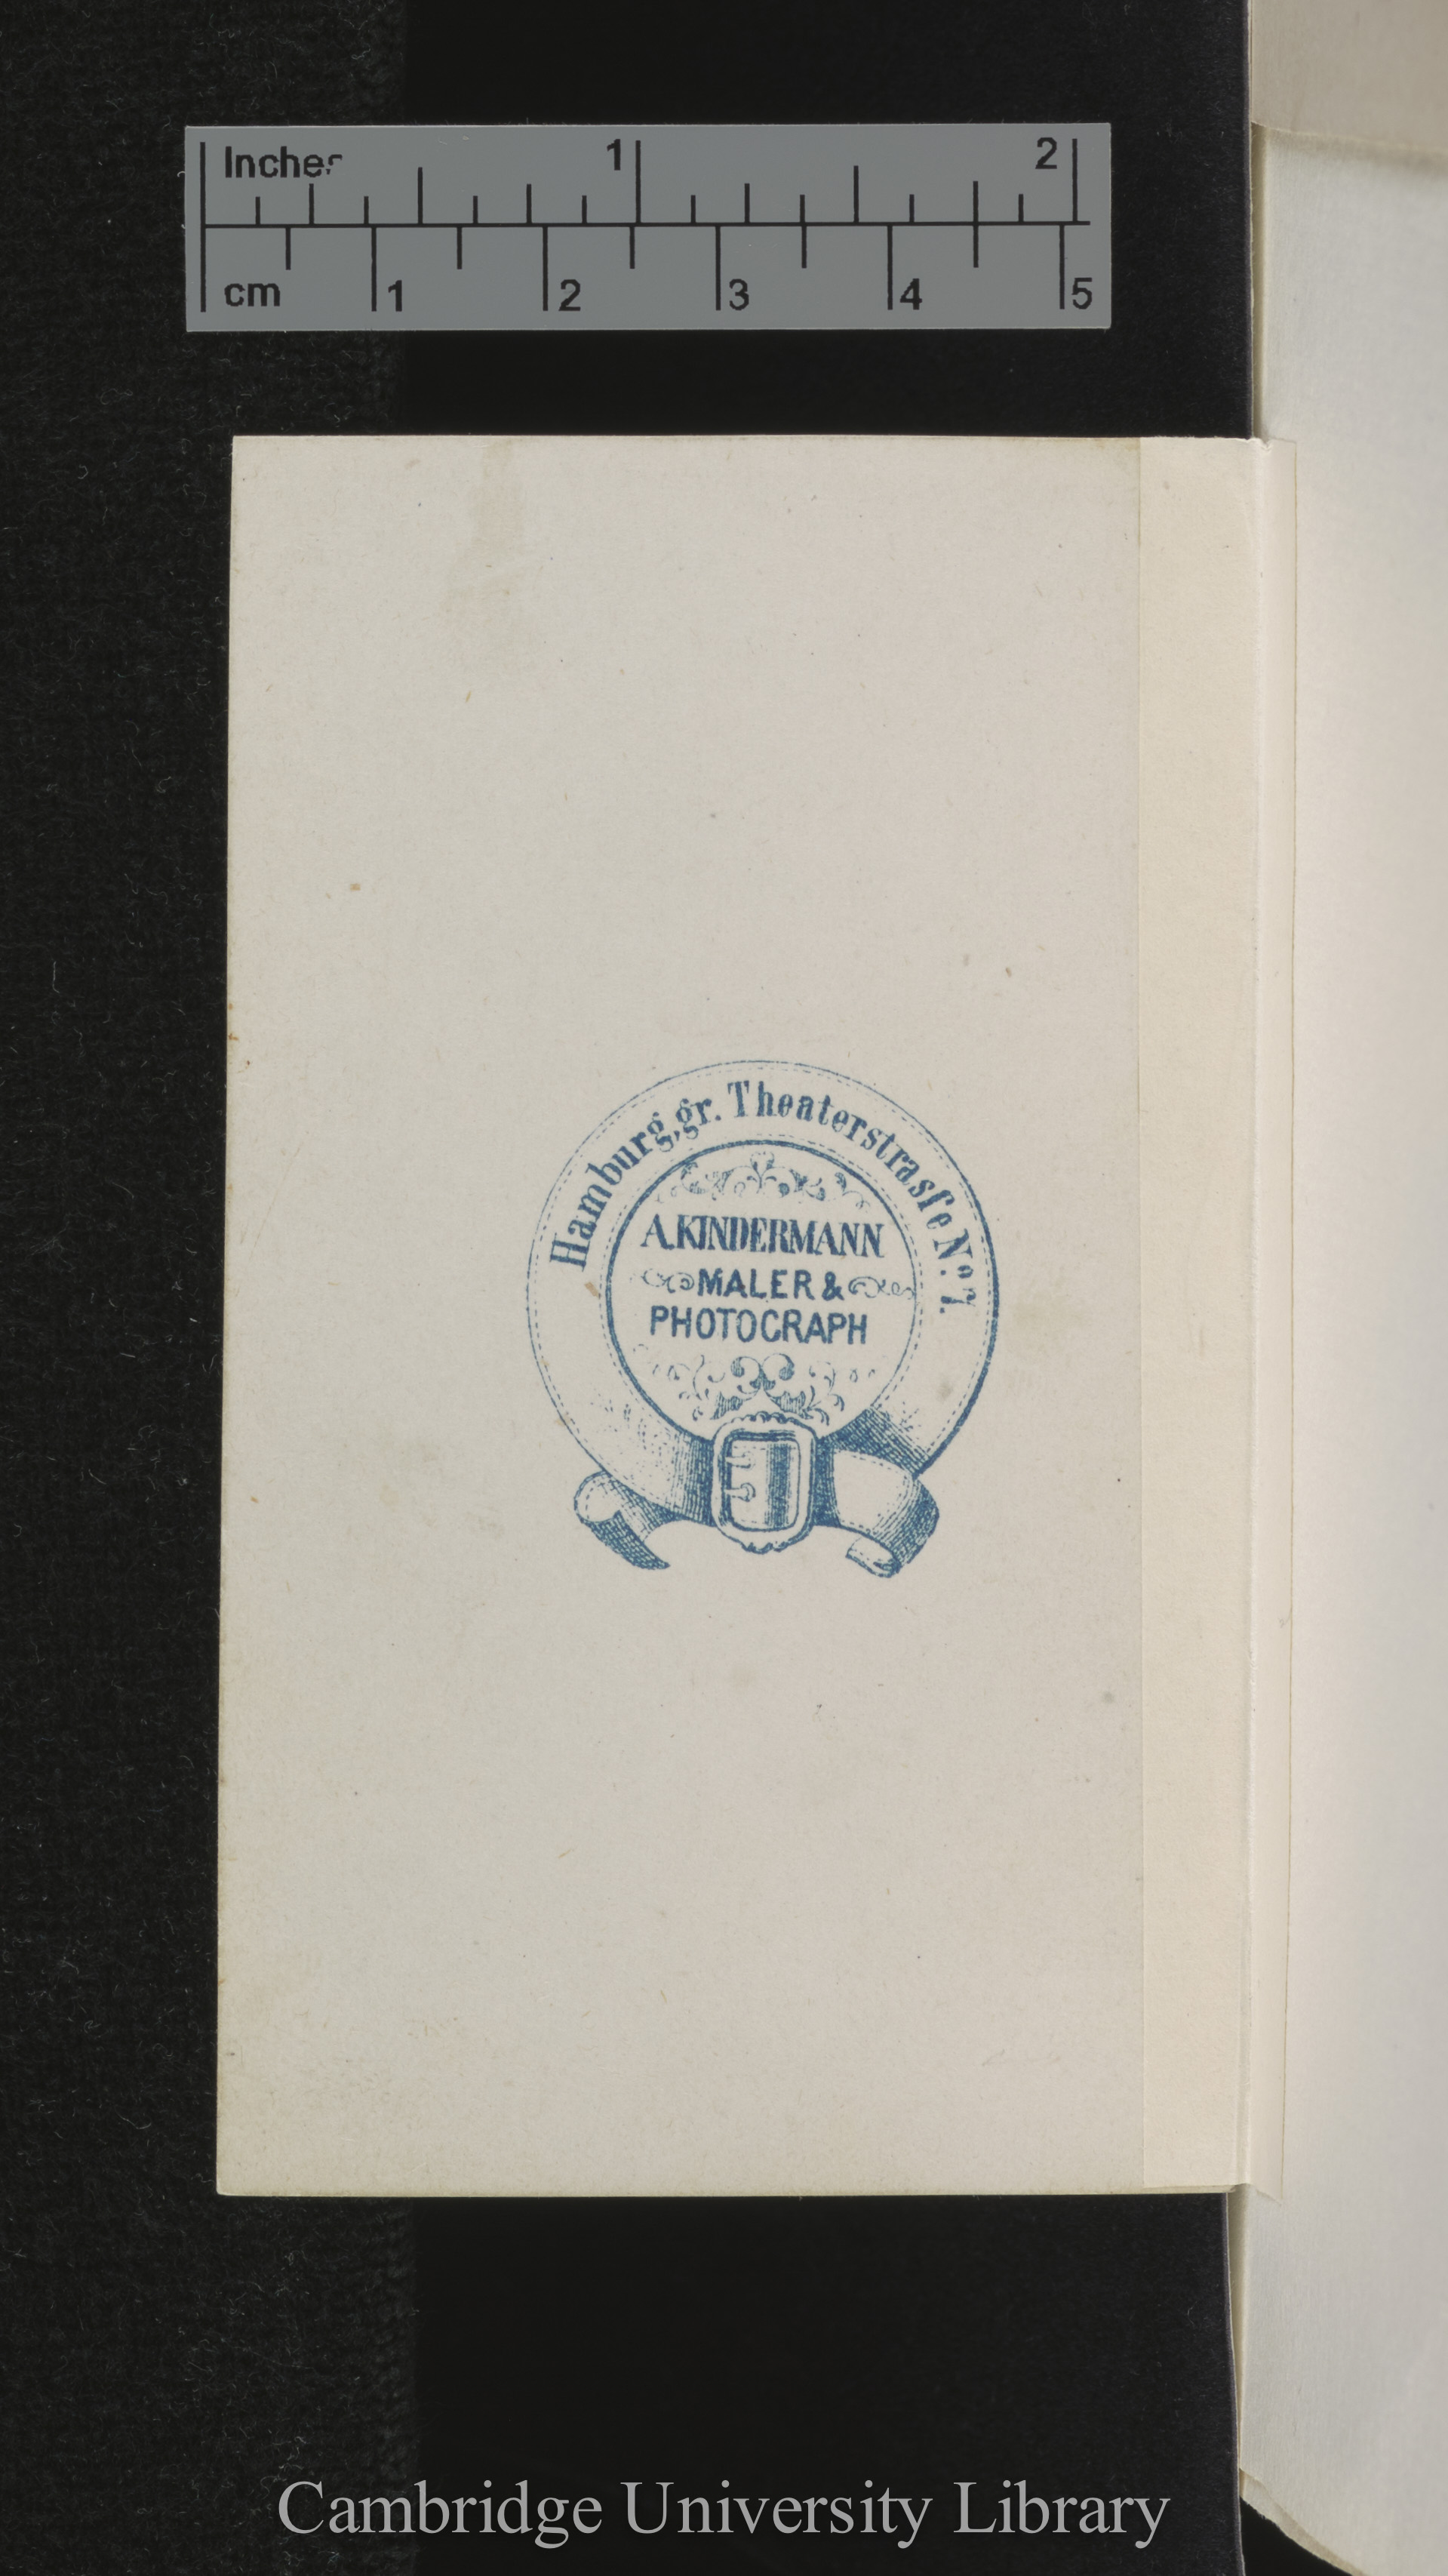 Inches 1 2
cm 1 2 3 4 5
Hamburg, gr. Theaterstrasſe Nº. 7.
A. KINDERMANN
MALER &
PHOTOGRAPH
Cambridge University Library